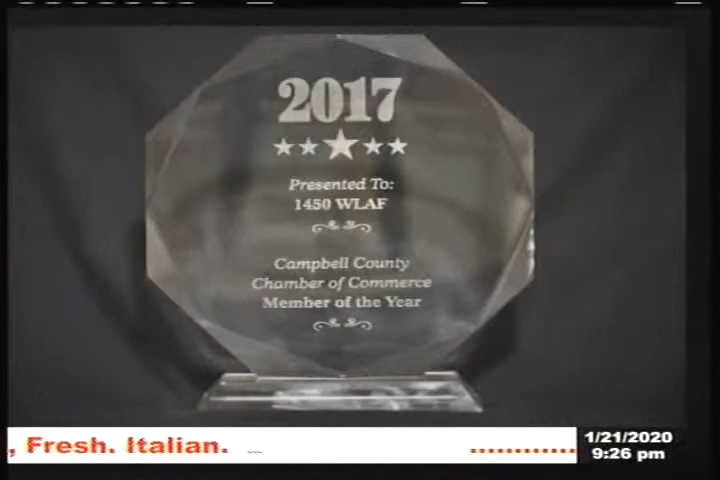 2017
Presented To:
1450 WLAF
Campbell County
Chamber of Commerce
Member of the Year
, Fresh. Italian. ............
1/21/2020
9:26 pm